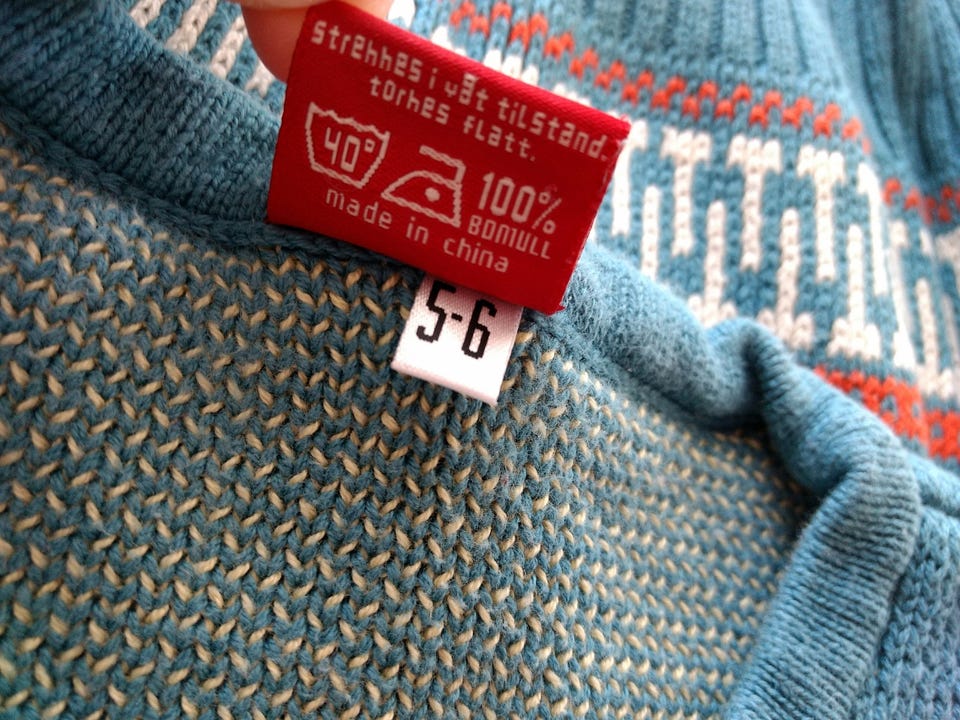 strekkes i våt tilstand.
tørkes flatt.
40° 100%
BOMULL
made in china
5-6